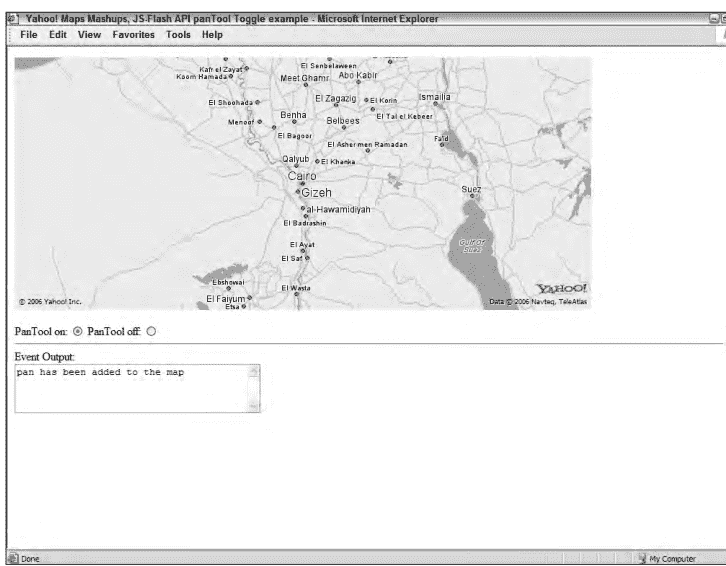 Yahoo! Maps Mashups, JS-Flash API panTool Toggle example - Microsoft Internet Explorer
File Edit View Favorites Tools Help
El Senbelaween
Kafr el Zayat
Koom Hamada
Meet Ghamr
Abo Kabir
El Shoohada
El Zagazig
El Korin
Ismailia
Menoof
Benha
Belbees
El Tal el Kebeer
El Bagoor
El Asher men Ramadan
Faid
Qalyub
El Khanka
Cairo
Gizeh
Suez
al-Hawamidiyah
El Badrashin
El Ayat
Gulf of
Suez
El Saf
Ebshowai
El Wasta
YAHOO!
El Faiyum
Etsa
© 2006 Yahoo! Inc.
Data © 2006 Navteq, TeleAtlas
PanTool on: PanTool off:
Event Output:
pan has been added to the map
Done
My Computer